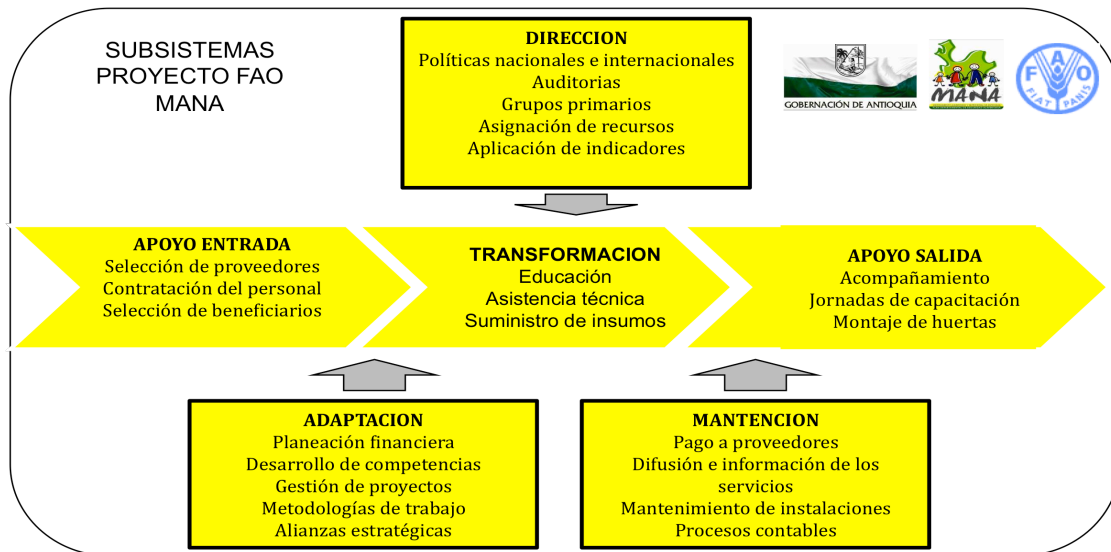 SUBSISTEMAS
PROYECTO FAO
MANA
DIRECCION
Políticas nacionales e internacionales
Auditorias
Grupos primarios
Asignación de recursos
Aplicación de indicadores
GOBERNACIÓN DE ANTIOQUIA
MANA
F A O
FIAT PANIS
APOYO ENTRADA
Selección de proveedores
Contratación del personal
Selección de beneficiarios
TRANSFORMACION
Educación
Asistencia técnica
Suministro de insumos
APOYO SALIDA
Acompañamiento
Jornadas de capacitación
Montaje de huertas
ADAPTACION
Planeación financiera
Desarrollo de competencias
Gestión de proyectos
Metodologías de trabajo
Alianzas estratégicas
MANTENCION
Pago a proveedores
Difusión e información de los
servicios
Mantenimiento de instalaciones
Procesos contables